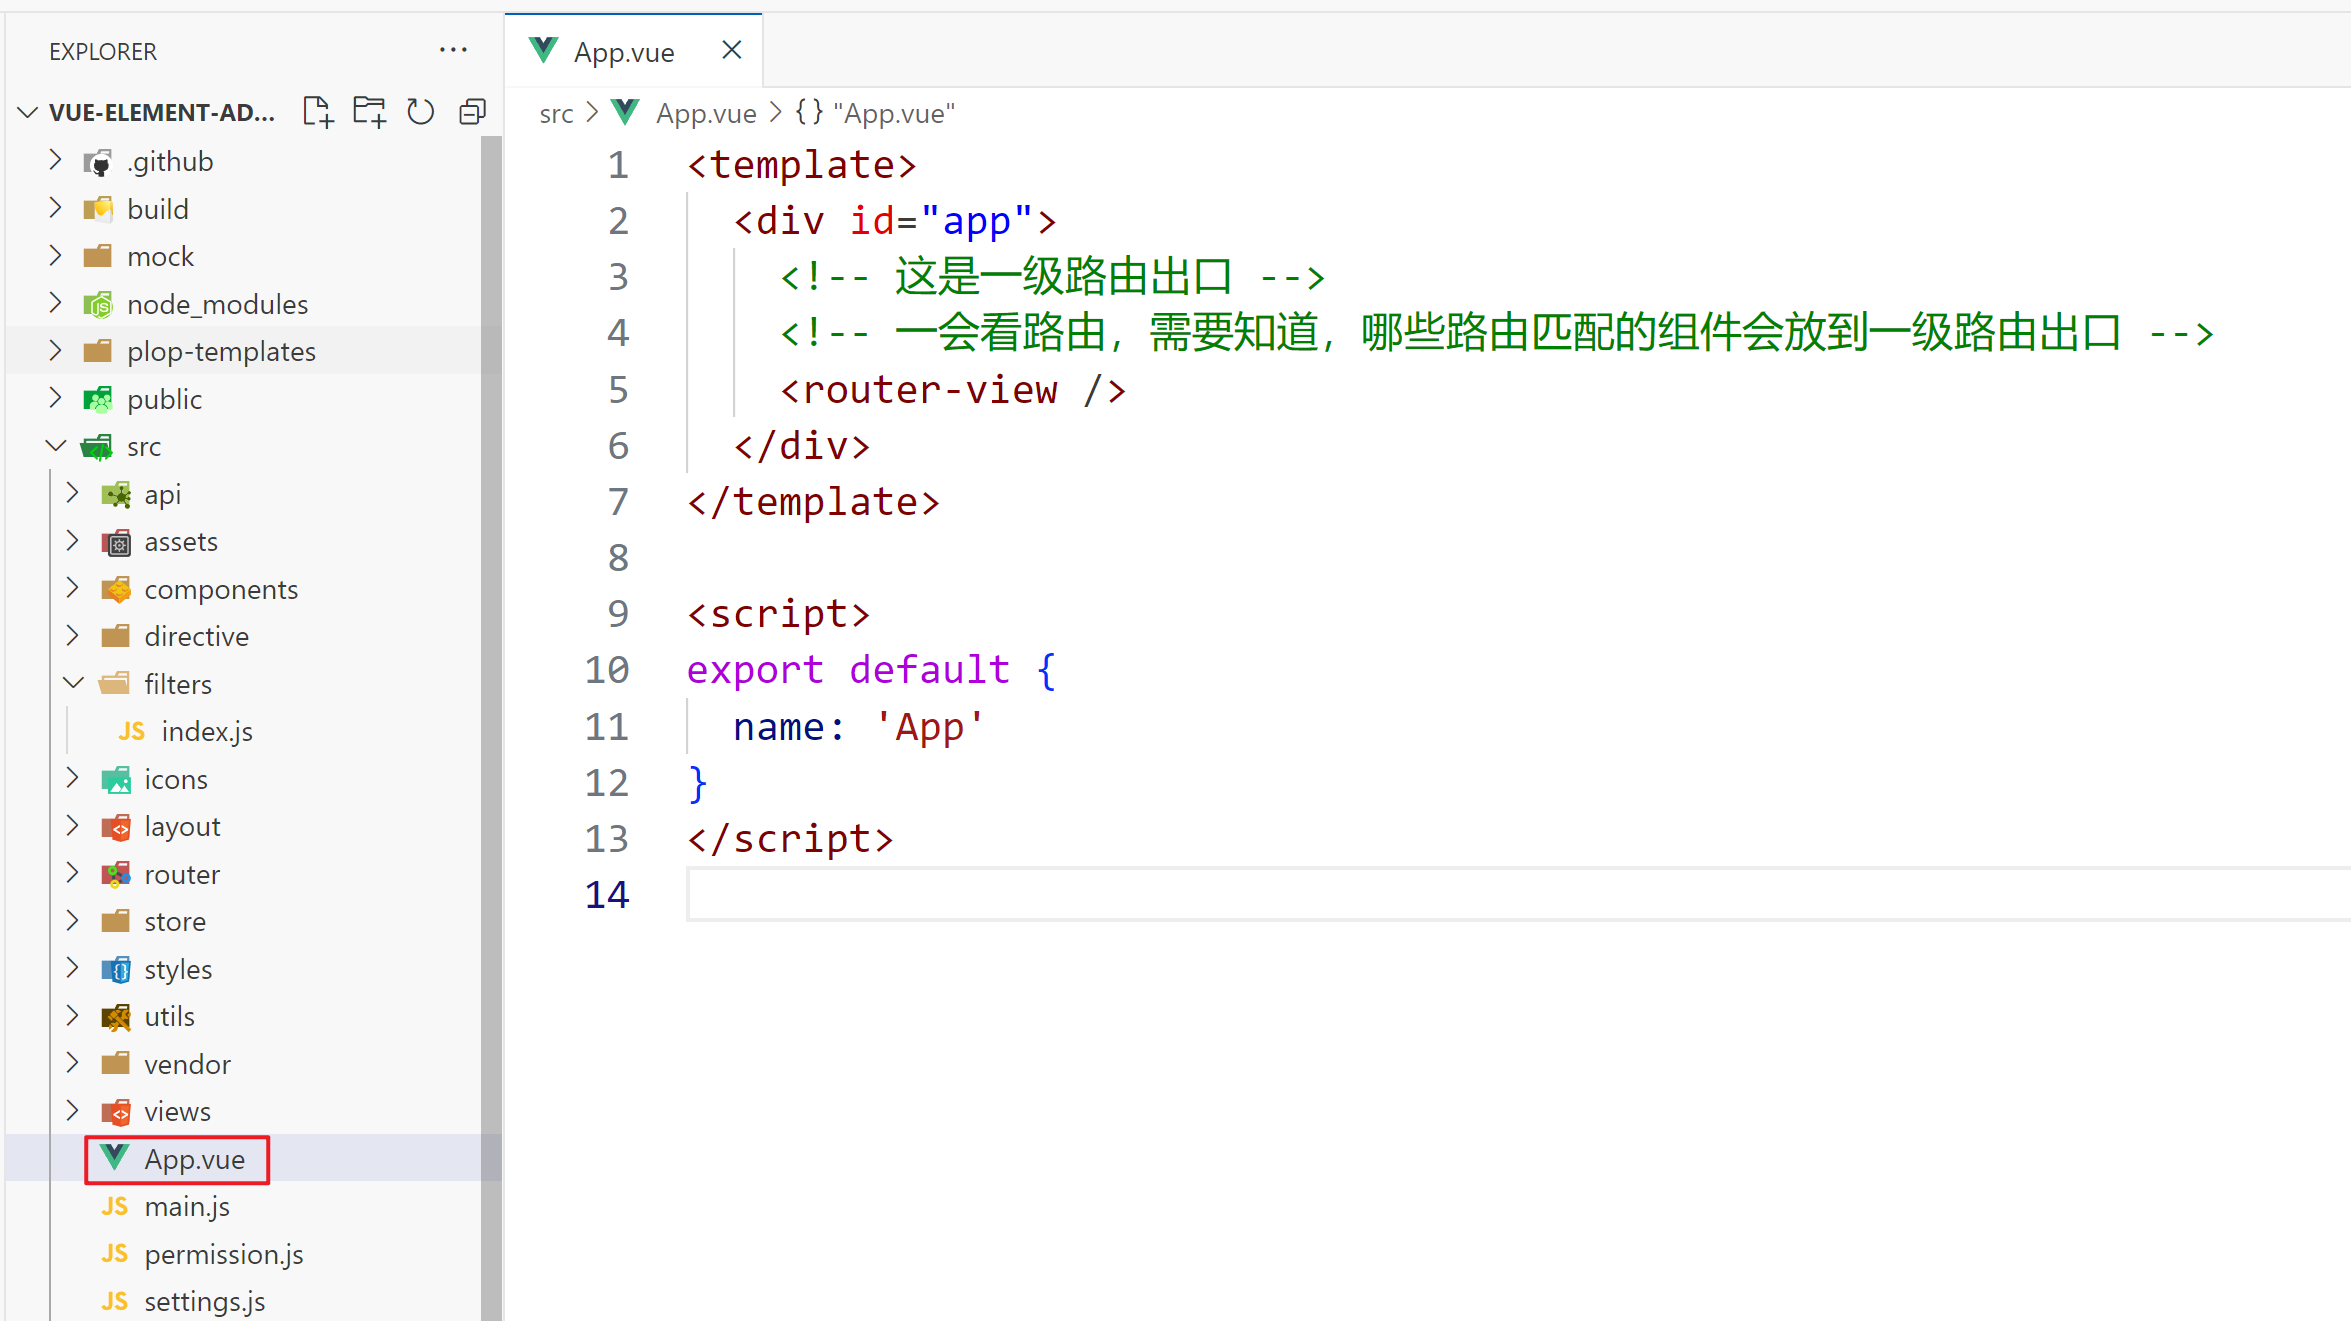 EXPLORER
VUE-ELEMENT-AD...
.github
build
mock
node_modules
plop-templates
public
src
api
assets
components
directive
filters
JS index.js
icons
layout
router
store
styles
utils
vendor
views
App.vue
JS main.js
JS permission.js
JS settings.js
App.vue
src > App.vue > {} "App.vue"
1 <template>
2 <div id="app">
3 <!-- 这是一级路由出口 -->
4 <!-- 一会看路由，需要知道，哪些路由匹配的组件会放到一级路由出口 -->
5 <router-view />
6 </div>
7 </template>
8
9 <script>
10 export default {
11 name: 'App'
12 }
13 </script>
14